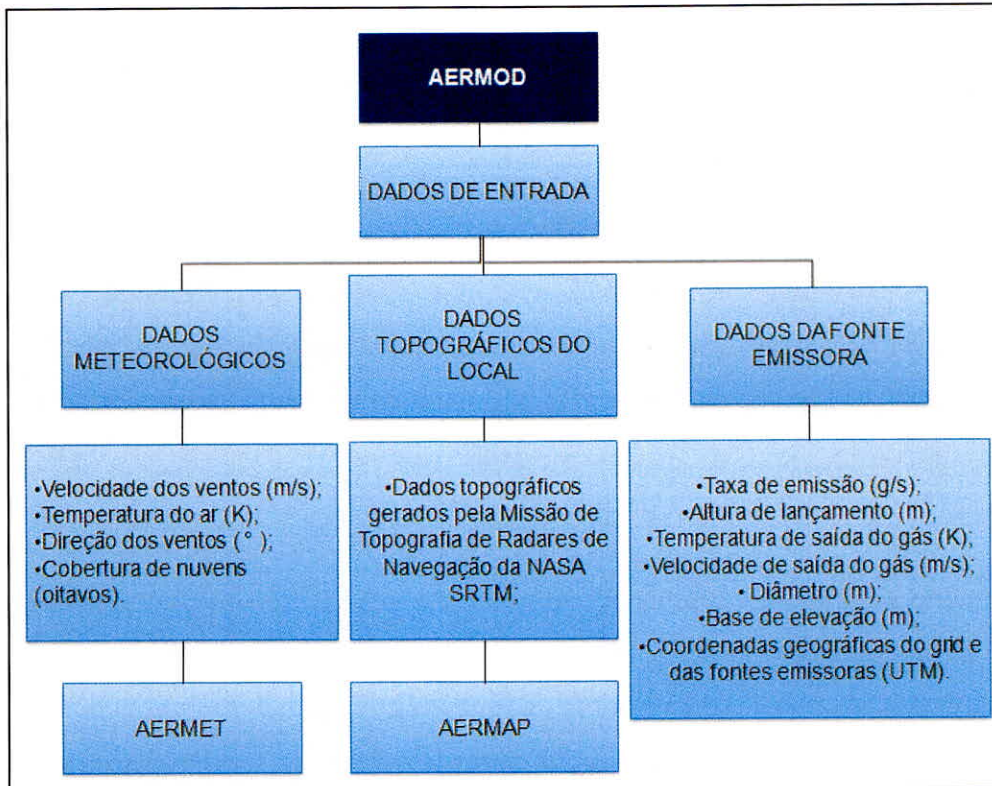 AERMOD
DADOS DE ENTRADA
DADOS
METEOROLÓGICOS
•Velocidade dos ventos (m/s);
•Temperatura do ar (K);
•Direção dos ventos (° );
•Cobertura de nuvens
(oitavos).
AERMET
DADOS
TOPOGRÁFICOS DO
LOCAL
•Dados topográficos
gerados pela Missão de
Topografia de Radares de
Navegação da NASA
SRTM;
AERMAP
DADOS DA FONTE
EMISSORA
•Taxa de emissão (g/s);
•Altura de lançamento (m);
•Temperatura de saída do gás (K);
•Velocidade de saída do gás (m/s);
• Diâmetro (m);
•Base de elevação (m);
•Coordenadas geográficas do grid e
das fontes emissoras (UTM).